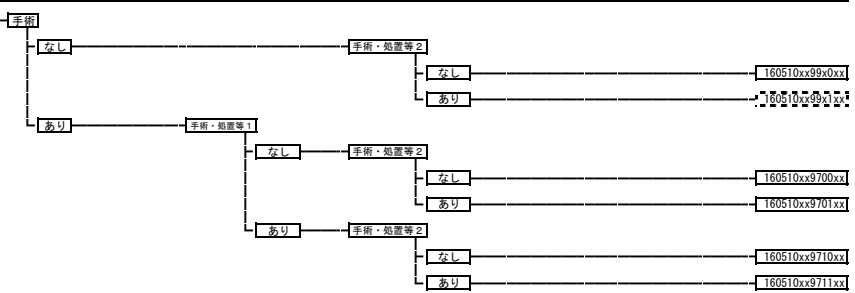 手術
なし 手術・処置等2
なし 160510xx99x0xx
あり 160510xx99x1xx
あり 手術・処置等1
なし 手術・処置等2
なし 160510xx9700xx
あり 160510xx9701xx
あり 手術・処置等2
なし 160510xx9710xx
あり 160510xx9711xx